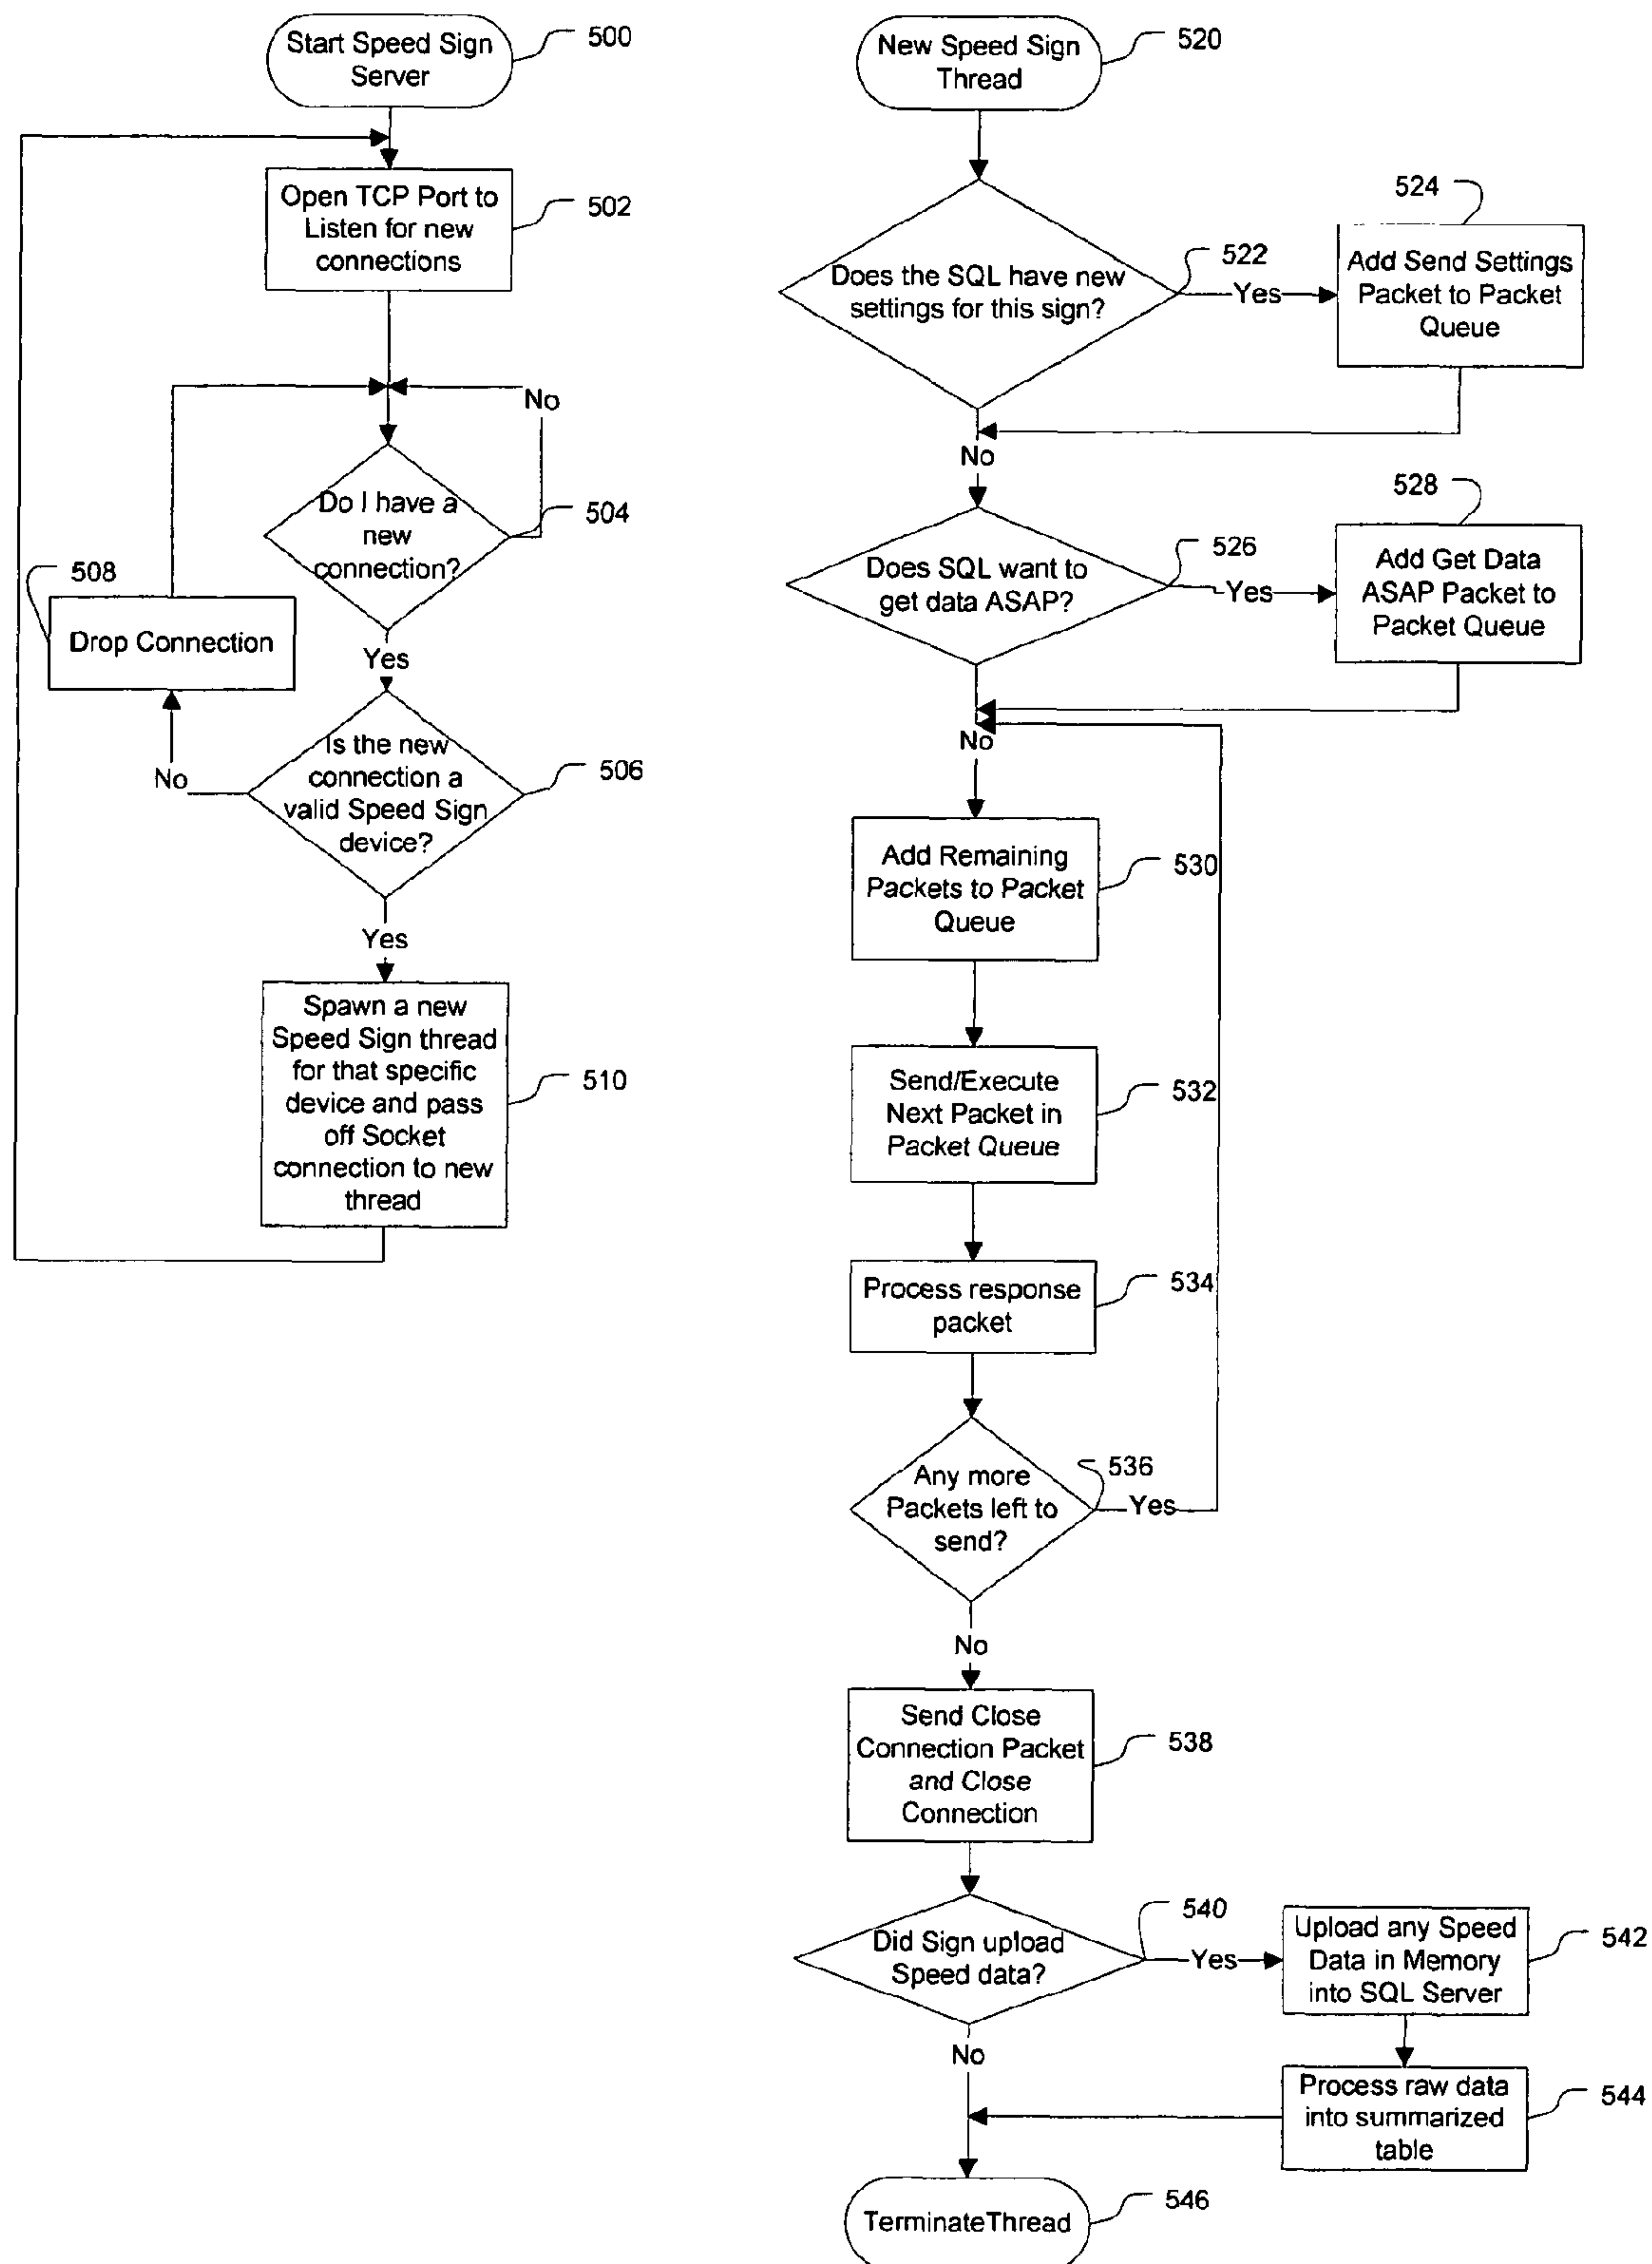 Start Speed Sign
Server
500
Open TCP Port to
Listen for new
connections
502
No
Do I have a
new
connection?
504
508
Drop Connection
Yes
Is the new
connection a
valid Speed Sign
device?
506
No
Yes
Spawn a new
Speed Sign thread
for that specific
device and pass
off Socket
connection to new
thread
510
New Speed Sign
Thread
520
Does the SQL have new
settings for this sign?
522
Yes
524
Add Send Settings
Packet to Packet
Queue
No
Does SQL want to
get data ASAP?
526
Yes
528
Add Get Data
ASAP Packet to
Packet Queue
No
Add Remaining
Packets to Packet
Queue
530
Send/Execute
Next Packet in
Packet Queue
532
Process response
packet
534
Any more
Packets left to
send?
536
Yes
No
Send Close
Connection Packet
and Close
Connection
538
Did Sign upload
Speed data?
540
Yes
Upload any Speed
Data in Memory
into SQL Server
542
No
Process raw data
into summarized
table
544
TerminateThread
546